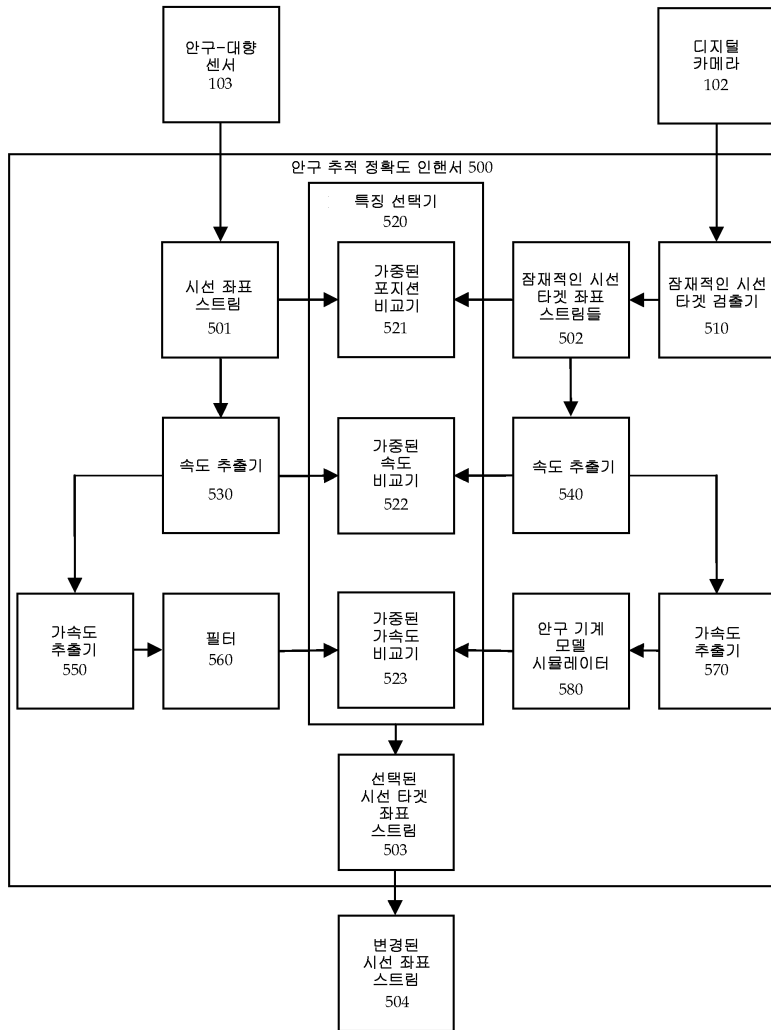 안구-대향
센서
103
디지털
카메라
102
안구 추적 정확도 인핸서 500
특징 선택기
520
시선 좌표
스트림
501
가중된
포지션
비교기
521
잠재적인 시선
타겟 좌표
스트림들
502
잠재적인 시선
타겟 검출기
510
속도 추출기
530
가중된
속도
비교기
522
속도 추출기
540
가속도
추출기
550
필터
560
가중된
가속도
비교기
523
안구 기계
모델
시뮬레이터
580
가속도
추출기
570
선택된
시선 타겟
좌표
스트림
503
변경된
시선 좌표
스트림
504